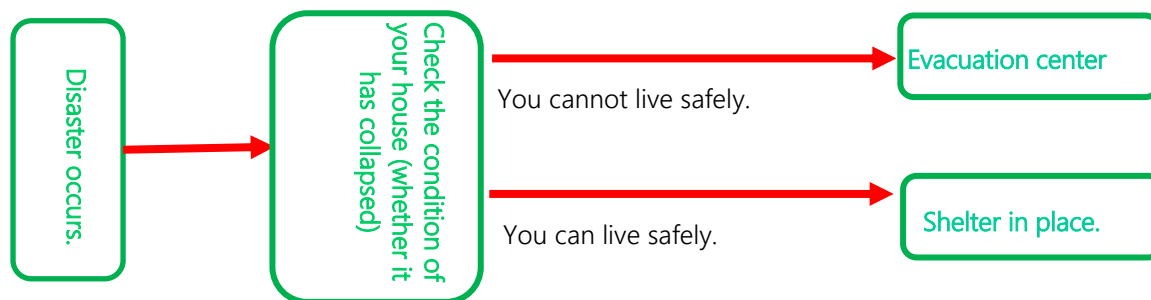 Disaster occurs.
Check the condition of
your house (whether it
has collapsed)
You cannot live safely.
Evacuation center
You can live safely.
Shelter in place.